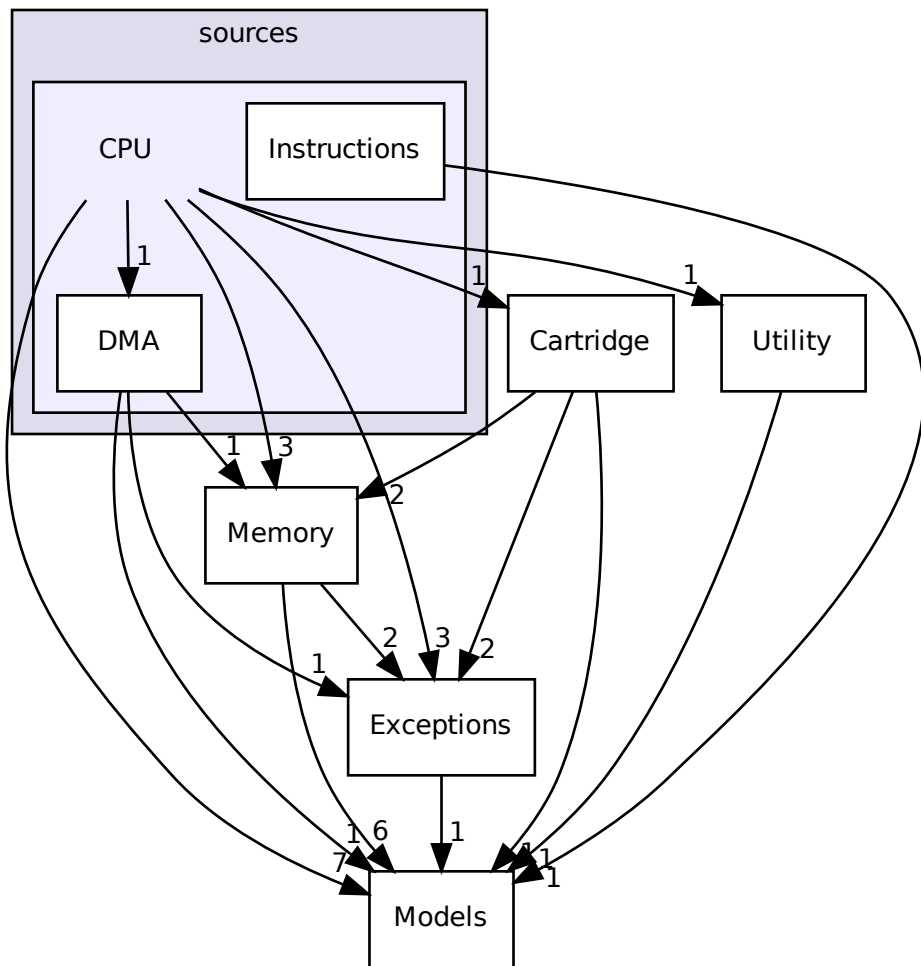 sources
CPU
Instructions
1
1
1
DMA
Cartridge
Utility
1
3
2
Memory
2
3
2
1
Exceptions
1
6
1
1
1
7
1
Models